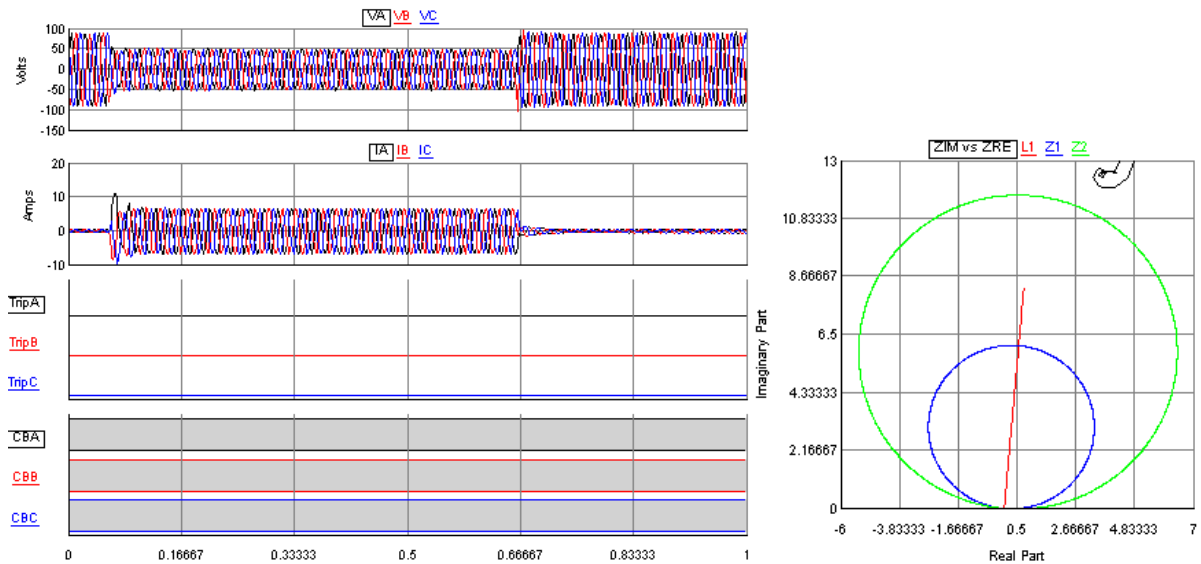 VA VB VC
100
50
0
-50
-100
-150
Volts
IA IB IC
20
10
0
-10
Amps
TripA
TripB
TripC
CBA
CBB
CBC
0 0.16667 0.33333 0.5 0.66667 0.83333 1
ZIM vs ZRE L1 Z1 Z2
13
10.83333
8.66667
6.5
4.33333
2.16667
0
Imaginary Part
-6 -3.83333 -1.66667 0.5 2.66667 4.83333 7
Real Part